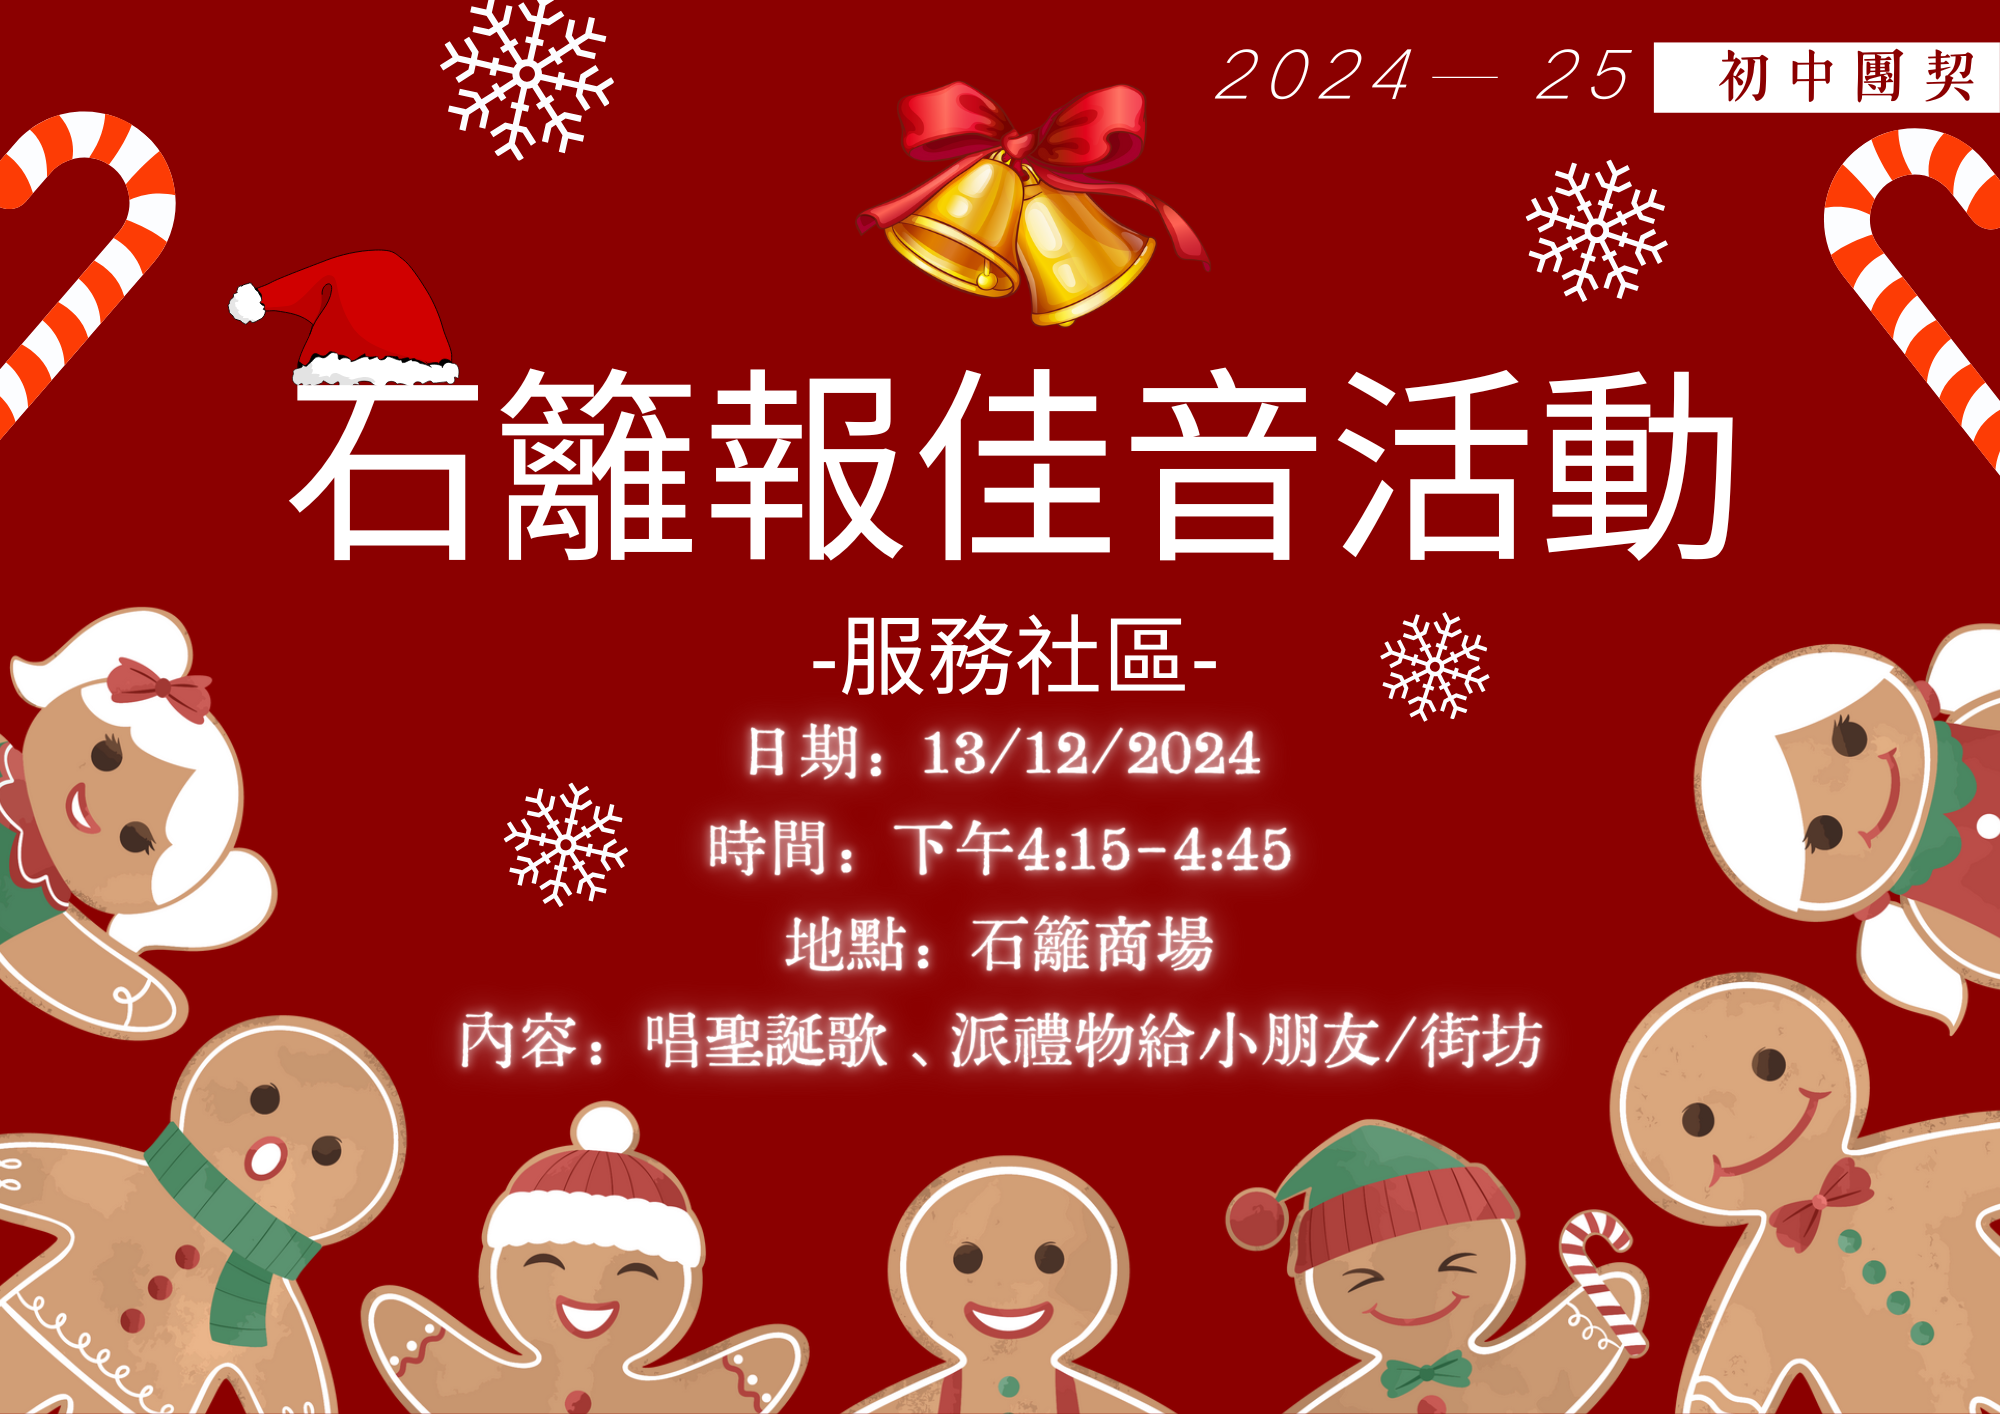 2024— 25 初中團契
石籬報佳音活動
-服務社區-
日期：13/12/2024
時間：下午4:15-4:45
地點：石籬商場
內容：唱聖誕歌、派禮物給小朋友/街坊